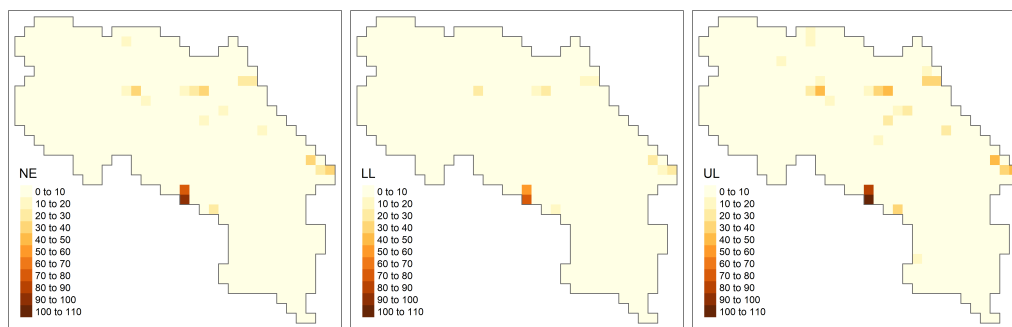 NE
0 to 10
10 to 20
20 to 30
30 to 40
40 to 50
50 to 60
60 to 70
70 to 80
80 to 90
90 to 100
100 to 110
LL
0 to 10
10 to 20
20 to 30
30 to 40
40 to 50
50 to 60
60 to 70
70 to 80
80 to 90
90 to 100
100 to 110
UL
0 to 10
10 to 20
20 to 30
30 to 40
40 to 50
50 to 60
60 to 70
70 to 80
80 to 90
90 to 100
100 to 110